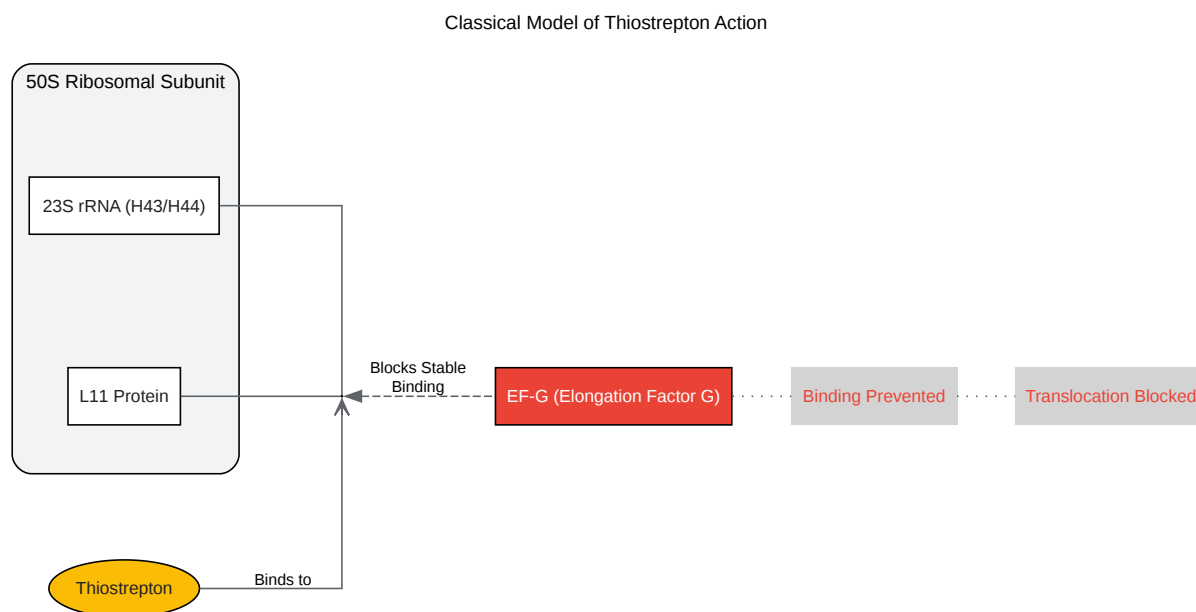 Classical Model of Thiostrepton Action
50S Ribosomal Subunit
23S rRNA (H43/H44)
L11 Protein
Blocks Stable
Binding
EF-G (Elongation Factor G)
Binding Prevented
Translocation Blocked
Thiostrepton
Binds to